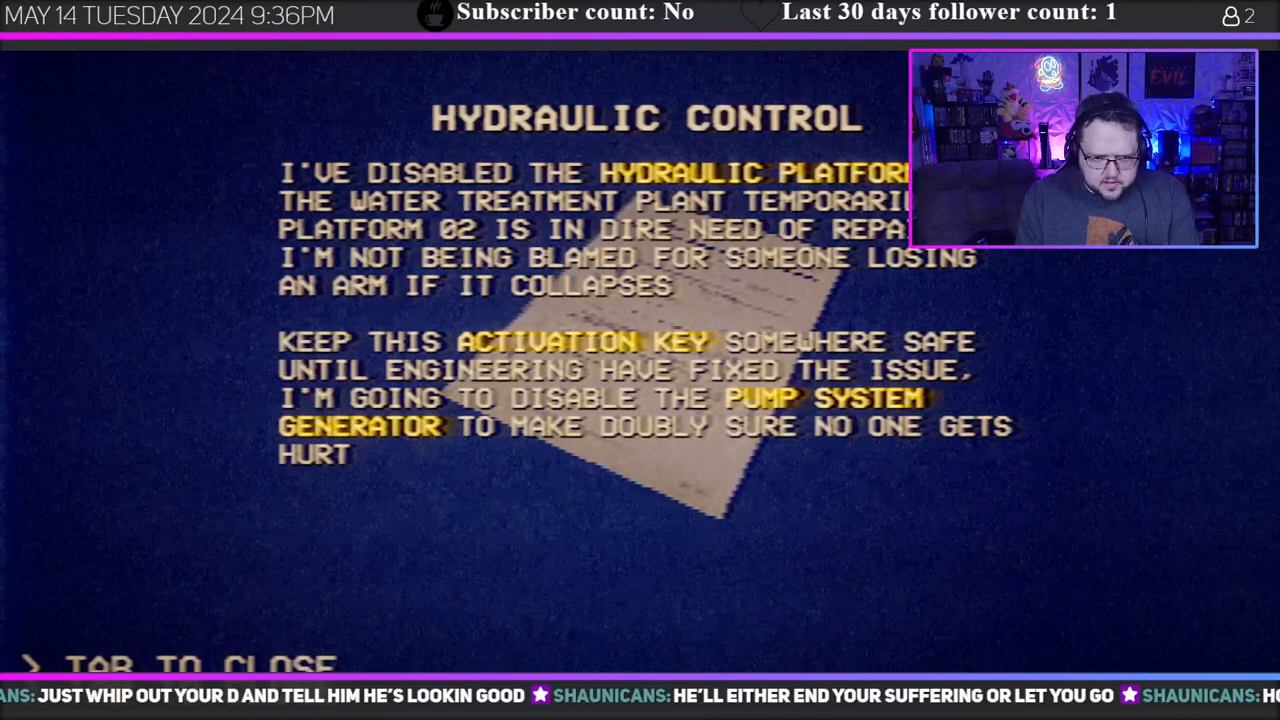 MAY 14 TUESDAY 2024 9:36PM
Subscriber count: No
Last 30 days follower count: 1
2
EVIL
HYDRAULIC CONTROL
I'VE DISABLED THE HYDRAULIC
THE WATER TREATMENT PLANT
PLATFORM 02 IS IN DIRE NEED OF
I'M NOT BEING BLAMED FOR SOMEONE LOSING
AN ARM IF IT COLLAPSES
KEEP THIS ACTIVATION KEY SOMEWHERE SAFE
UNTIL ENGINEERING HAVE FIXED THE ISSUE,
I'M GOING TO DISABLE THE PUMP SYSTEM
GENERATOR TO MAKE DOUBLY SURE NO ONE GETS
HURT
> TAB TO CLOSE
ANS: JUST WHIP OUT YOUR D AND TELL HIM HE'S LOOKIN GOOD ★ SHAUNICANS: HE'LL EITHER END YOUR SUFFERING OR LET YOU GO ★ SHAUNICANS: